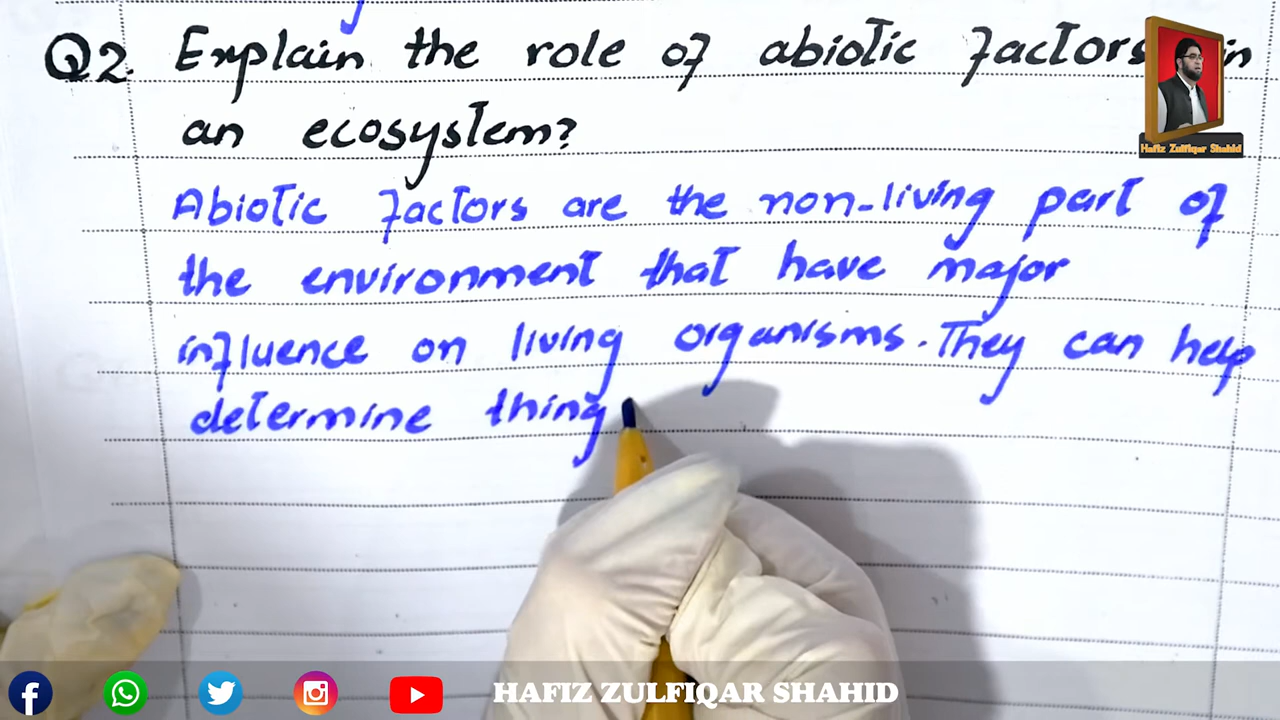 Q2. Explain the role of abiotic factors in
an ecosystem?
Abiotic factors are the non-living part of
the environment that have major
influence on living organisms. They can help
determine thing
Hafiz Zulfiqar Shahid
HAFIZ ZULFIQAR SHAHID